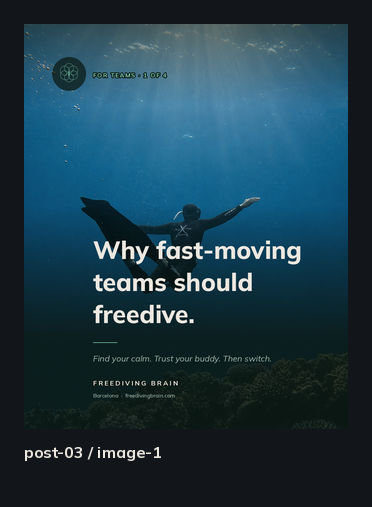 FOR TEAMS · 1 OF 4
Why fast-moving
teams should
freedive.
Find your calm. Trust your buddy. Then switch.
FREEDIVING BRAIN
Barcelona · freedivingbrain.com
post-03 / image-1